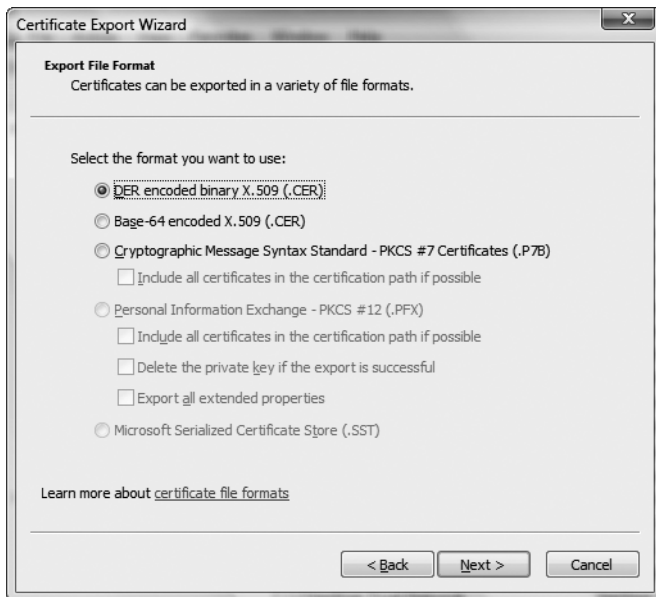 Certificate Export Wizard
Export File Format
Certificates can be exported in a variety of file formats.
Select the format you want to use:
DER encoded binary X.509 (.CER)
Base-64 encoded X.509 (.CER)
Cryptographic Message Syntax Standard - PKCS #7 Certificates (.P7B)
Include all certificates in the certification path if possible
Personal Information Exchange - PKCS #12 (.PFX)
Include all certificates in the certification path if possible
Delete the private key if the export is successful
Export all extended properties
Microsoft Serialized Certificate Store (.SST)
Learn more about certificate file formats
< Back Next > Cancel